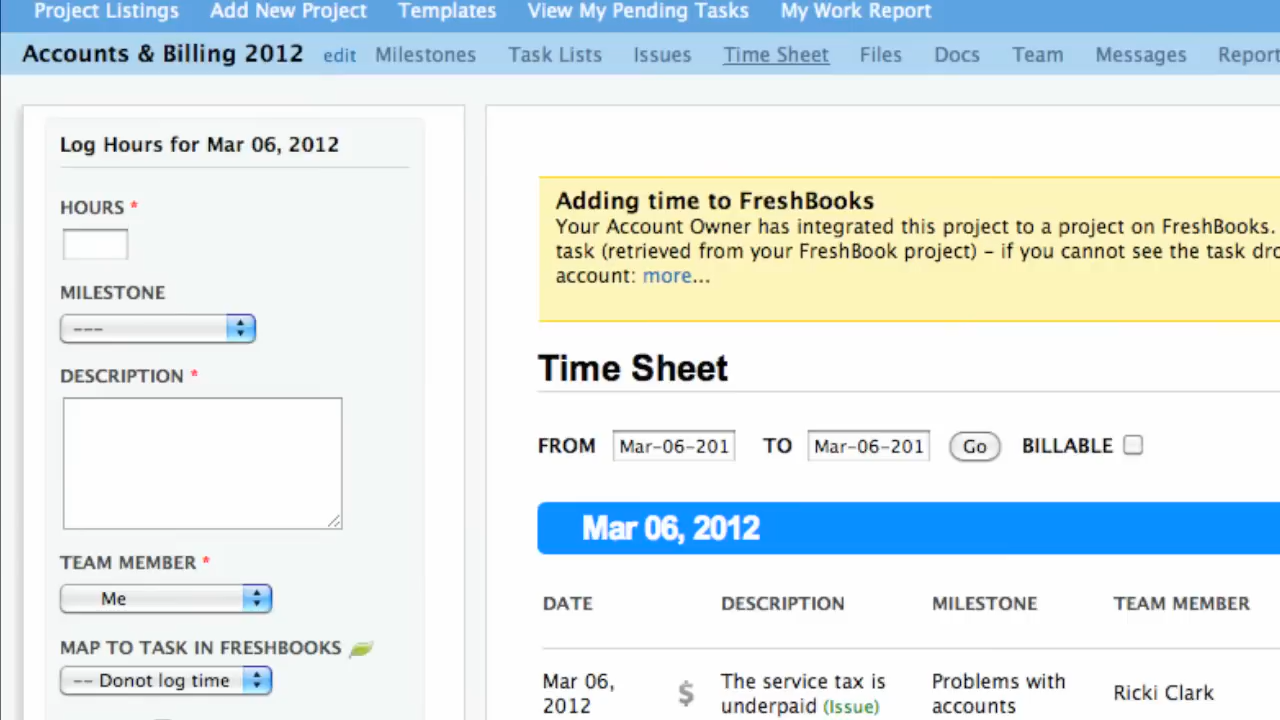 Project Listings Add New Project Templates View My Pending Tasks My Work Report
Accounts & Billing 2012 edit Milestones Task Lists Issues Time Sheet Files Docs Team Messages Report
Log Hours for Mar 06, 2012
HOURS *
MILESTONE
---
DESCRIPTION *
TEAM MEMBER *
Me
MAP TO TASK IN FRESHBOOKS
-- Donot log time
Adding time to FreshBooks
Your Account Owner has integrated this project to a project on FreshBooks.
task (retrieved from your FreshBook project) – if you cannot see the task dro
account: more...
Time Sheet
FROM Mar-06-201 TO Mar-06-201 Go BILLABLE
Mar 06, 2012
DATE DESCRIPTION MILESTONE TEAM MEMBER
Mar 06, 2012 $ The service tax is underpaid (Issue) Problems with accounts Ricki Clark